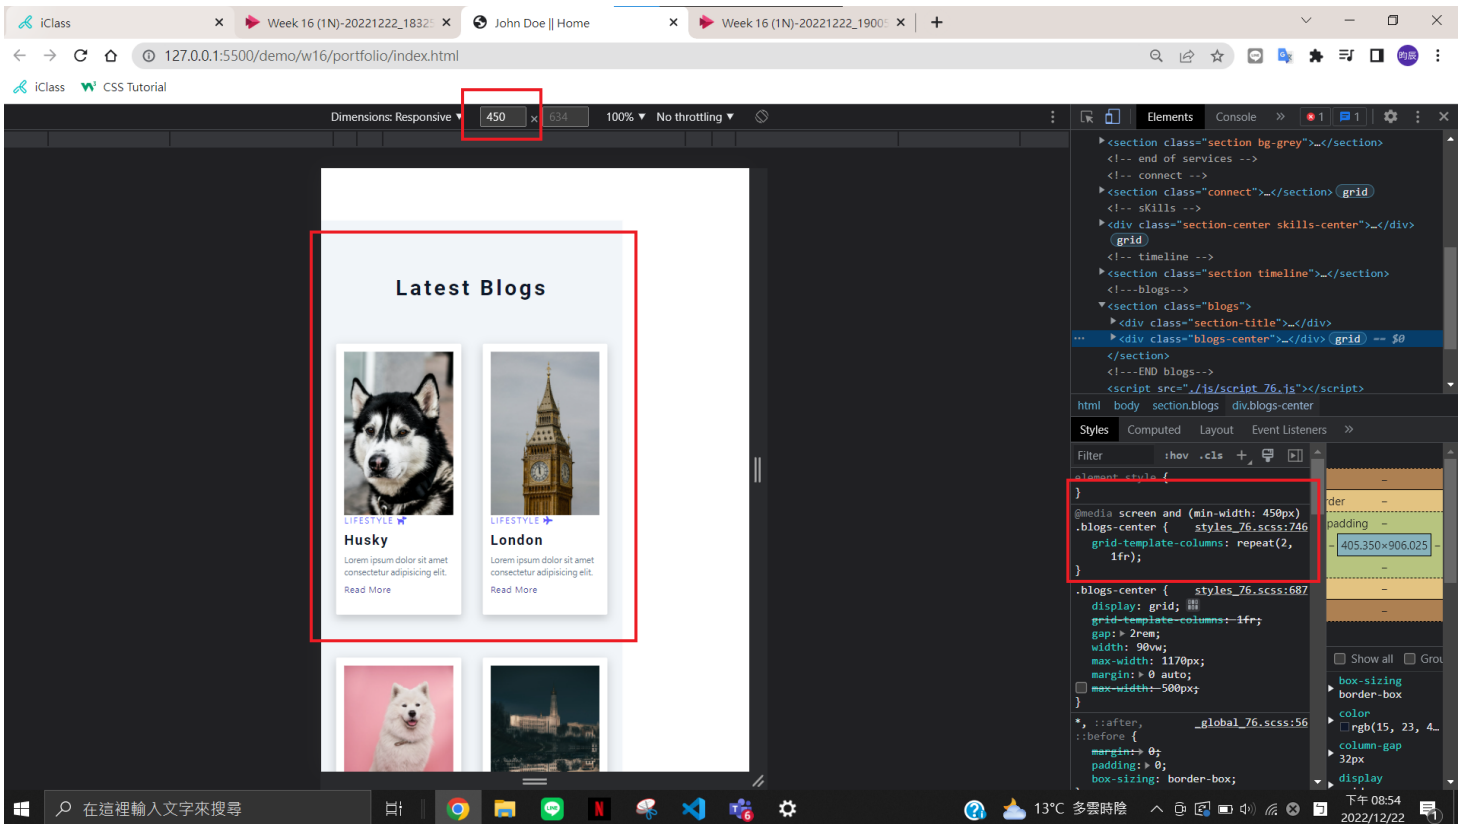 iClass
Week 16 (1N)-20221222_1832
John Doe || Home
Week 16 (1N)-20221222_1900
127.0.0.1:5500/demo/w16/portfolio/index.html
昀辰
iClass
CSS Tutorial
Dimensions: Responsive
450 × 634
100%
No throttling
Elements
Console
1
1
<section class="section bg-grey">…</section>
<!-- end of services -->
<!-- connect -->
<section class="connect">…</section> grid
<!-- sKills -->
<div class="section-center skills-center">…</div>
grid
<!-- timeline -->
<section class="section timeline">…</section>
<!---blogs-->
<section class="blogs">
<div class="section-title">…</div>
<div class="blogs-center">…</div> grid == $0
</section>
<!---END blogs-->
<script src="./js/script_76.js"></script>
html body section.blogs div.blogs-center
Styles Computed Layout Event Listeners
Filter
:hov .cls
element.style {
}
@media screen and (min-width: 450px)
.blogs-center { styles_76.scss:746
grid-template-columns: repeat(2,
1fr);
}
.blogs-center { styles_76.scss:687
display: grid;
grid-template-columns: 1fr;
gap: 2rem;
width: 90vw;
max-width: 1170px;
margin: 0 auto;
max-width: 500px;
}
*, ::after, _global_76.scss:56
::before {
margin: 0;
padding: 0;
box-sizing: border-box;
padding
405.350×906.025
Show all
box-sizing
border-box
color
rgb(15, 23, 4…
column-gap
32px
display
Latest Blogs
LIFESTYLE
Husky
Lorem ipsum dolor sit amet
consectetur adipisicing elit.
Read More
LIFESTYLE
London
Lorem ipsum dolor sit amet
consectetur adipisicing elit.
Read More
在這裡輸入文字來搜尋
6
13°C 多雲時陰
下午 08:54
2022/12/22
1